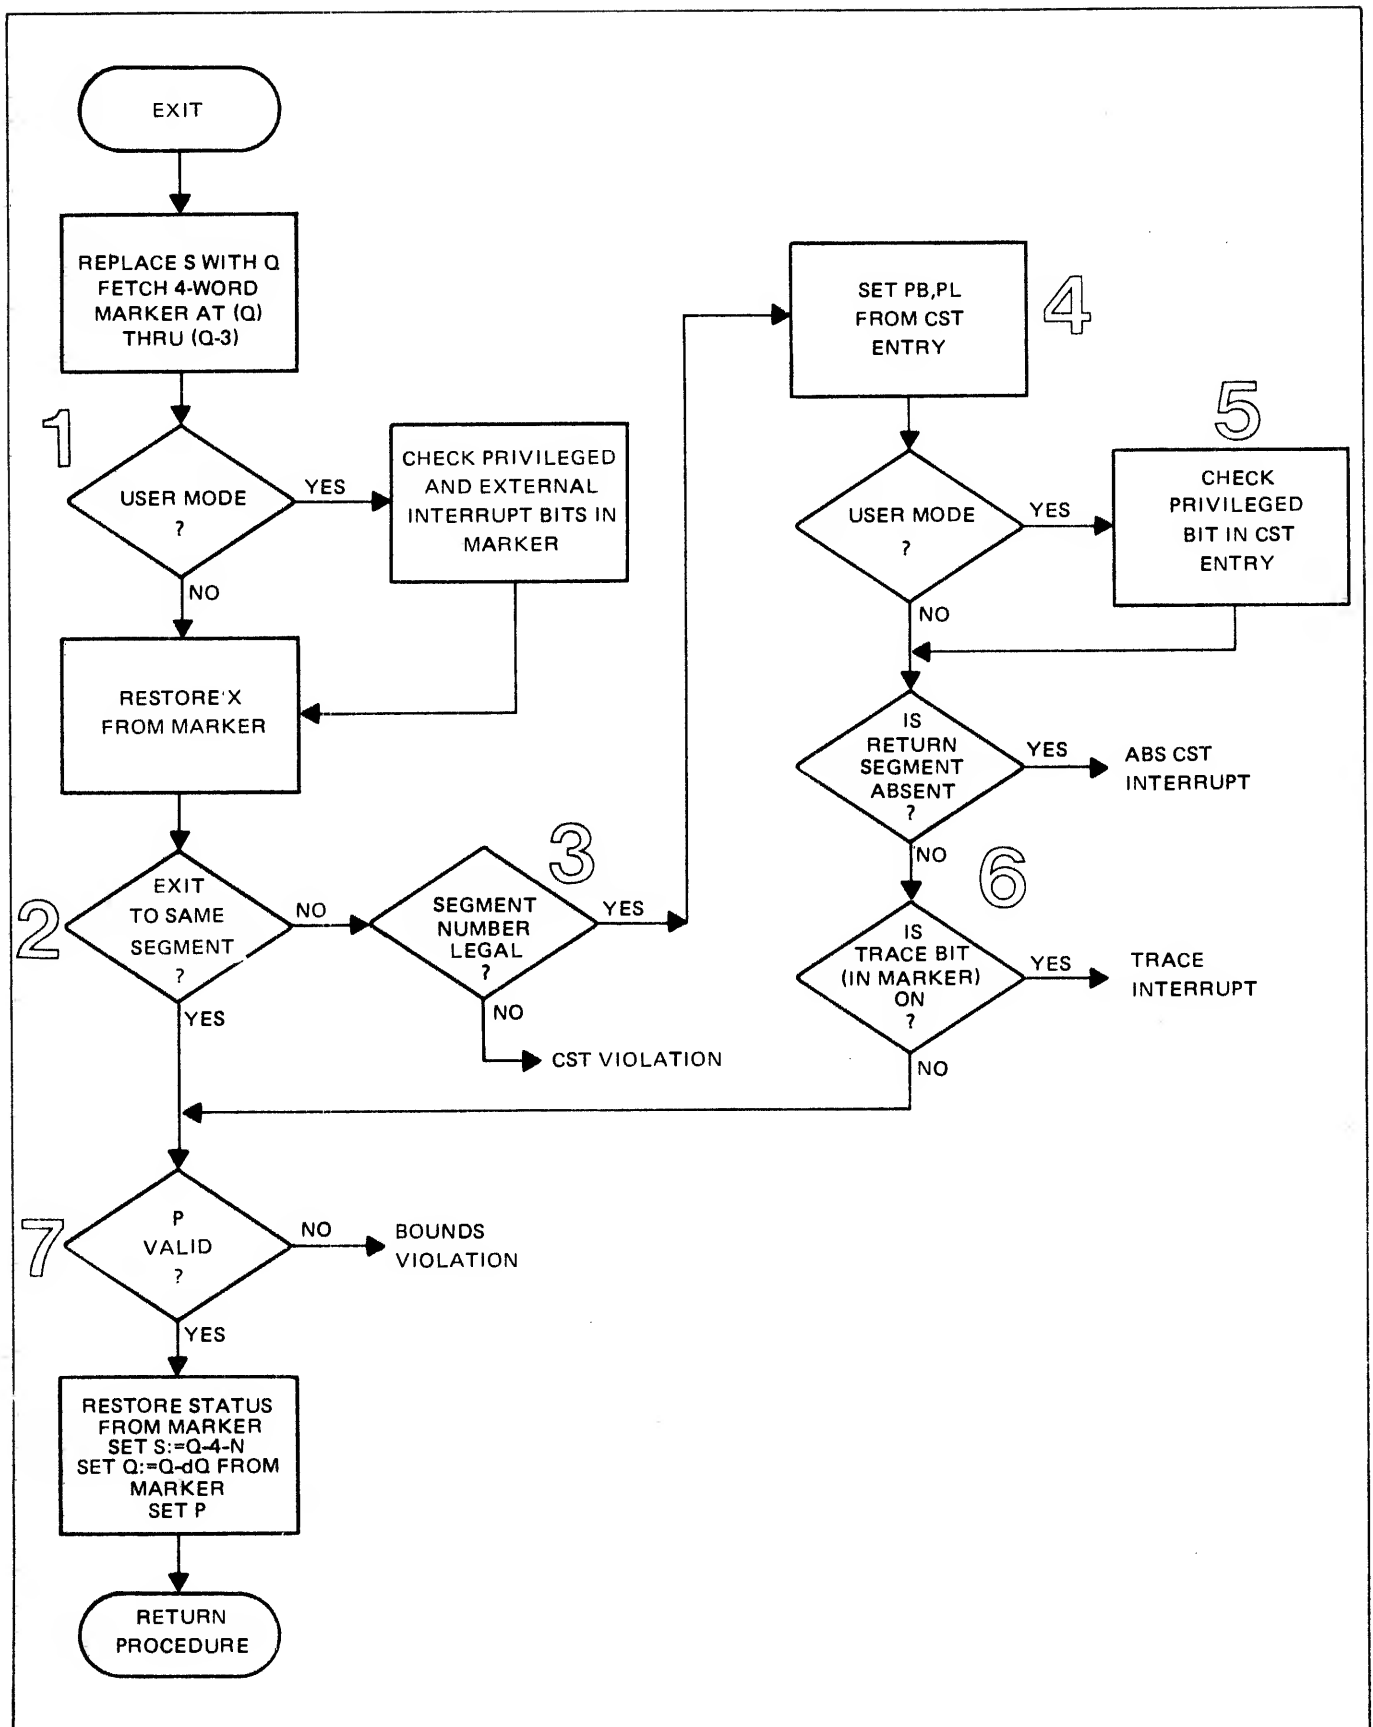 EXIT
REPLACE S WITH Q
FETCH 4-WORD
MARKER AT (Q)
THRU (Q-3)
1
USER MODE
?
YES
NO
CHECK PRIVILEGED
AND EXTERNAL
INTERRUPT BITS IN
MARKER
RESTORE'X
FROM MARKER
2
EXIT
TO SAME
SEGMENT
?
NO
YES
3
SEGMENT
NUMBER
LEGAL
?
YES
NO
CST VIOLATION
4
SET PB,PL
FROM CST
ENTRY
USER MODE
?
YES
NO
5
CHECK
PRIVILEGED
BIT IN CST
ENTRY
IS
RETURN
SEGMENT
ABSENT
?
YES
ABS CST
INTERRUPT
NO
6
IS
TRACE BIT
(IN MARKER)
ON
?
YES
TRACE
INTERRUPT
NO
7
P
VALID
?
NO
BOUNDS
VIOLATION
YES
RESTORE STATUS
FROM MARKER
SET S:=Q-4-N
SET Q:=Q-dQ FROM
MARKER
SET P
RETURN
PROCEDURE